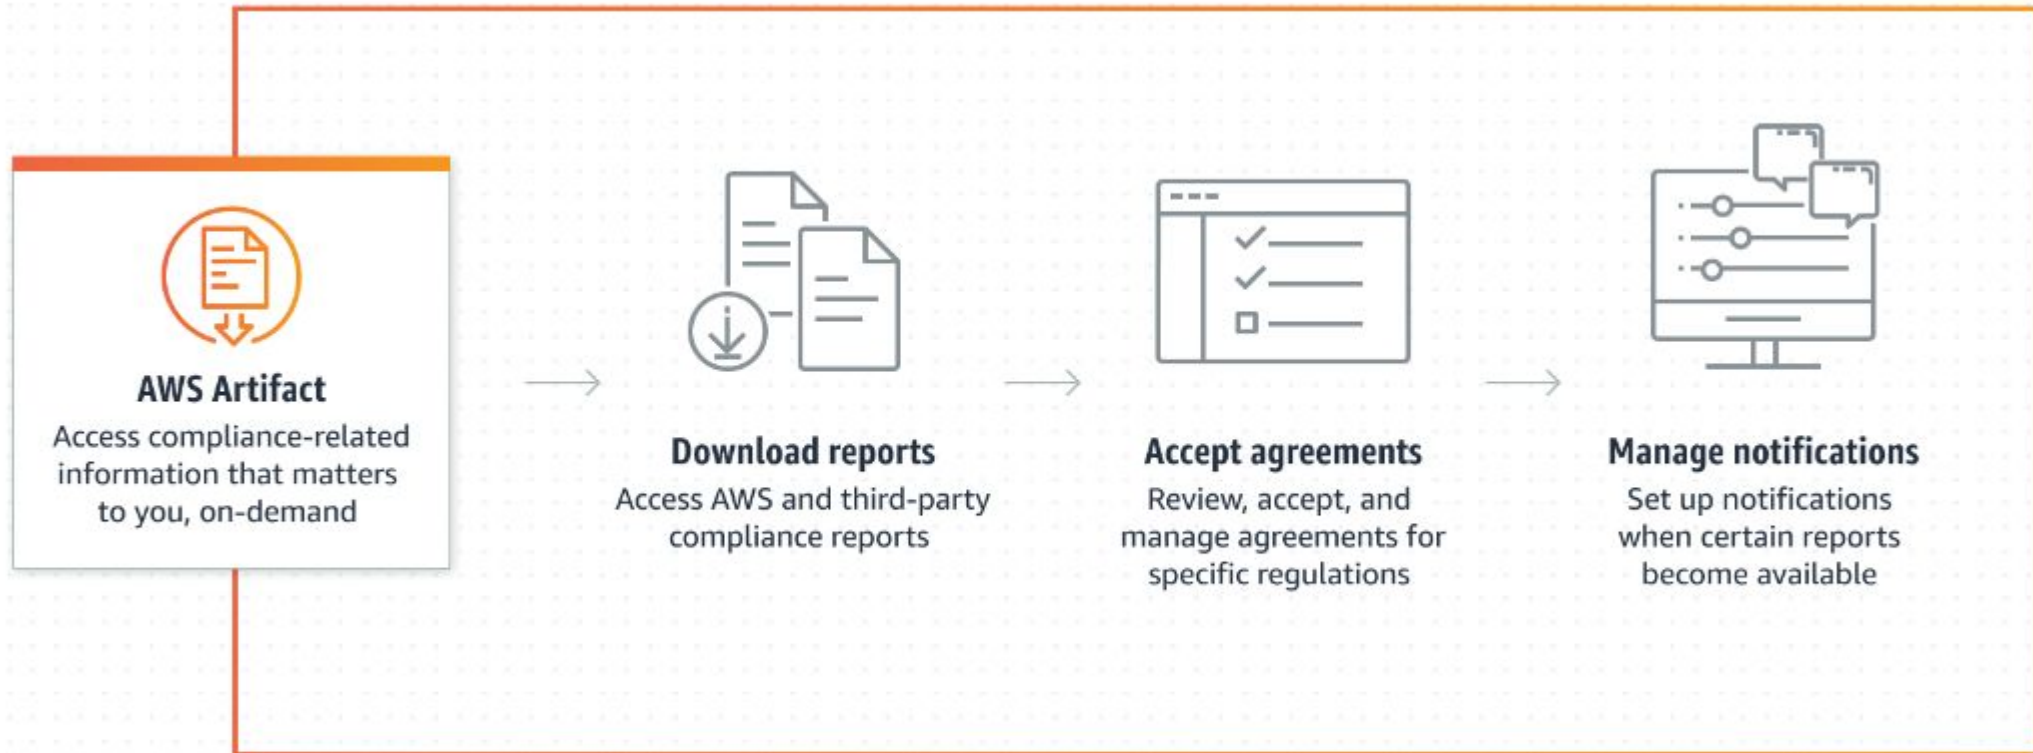 AWS Artifact
Access compliance-related
information that matters
to you, on-demand
Download reports
Access AWS and third-party
compliance reports
Accept agreements
Review, accept, and
manage agreements for
specific regulations
Manage notifications
Set up notifications
when certain reports
become available